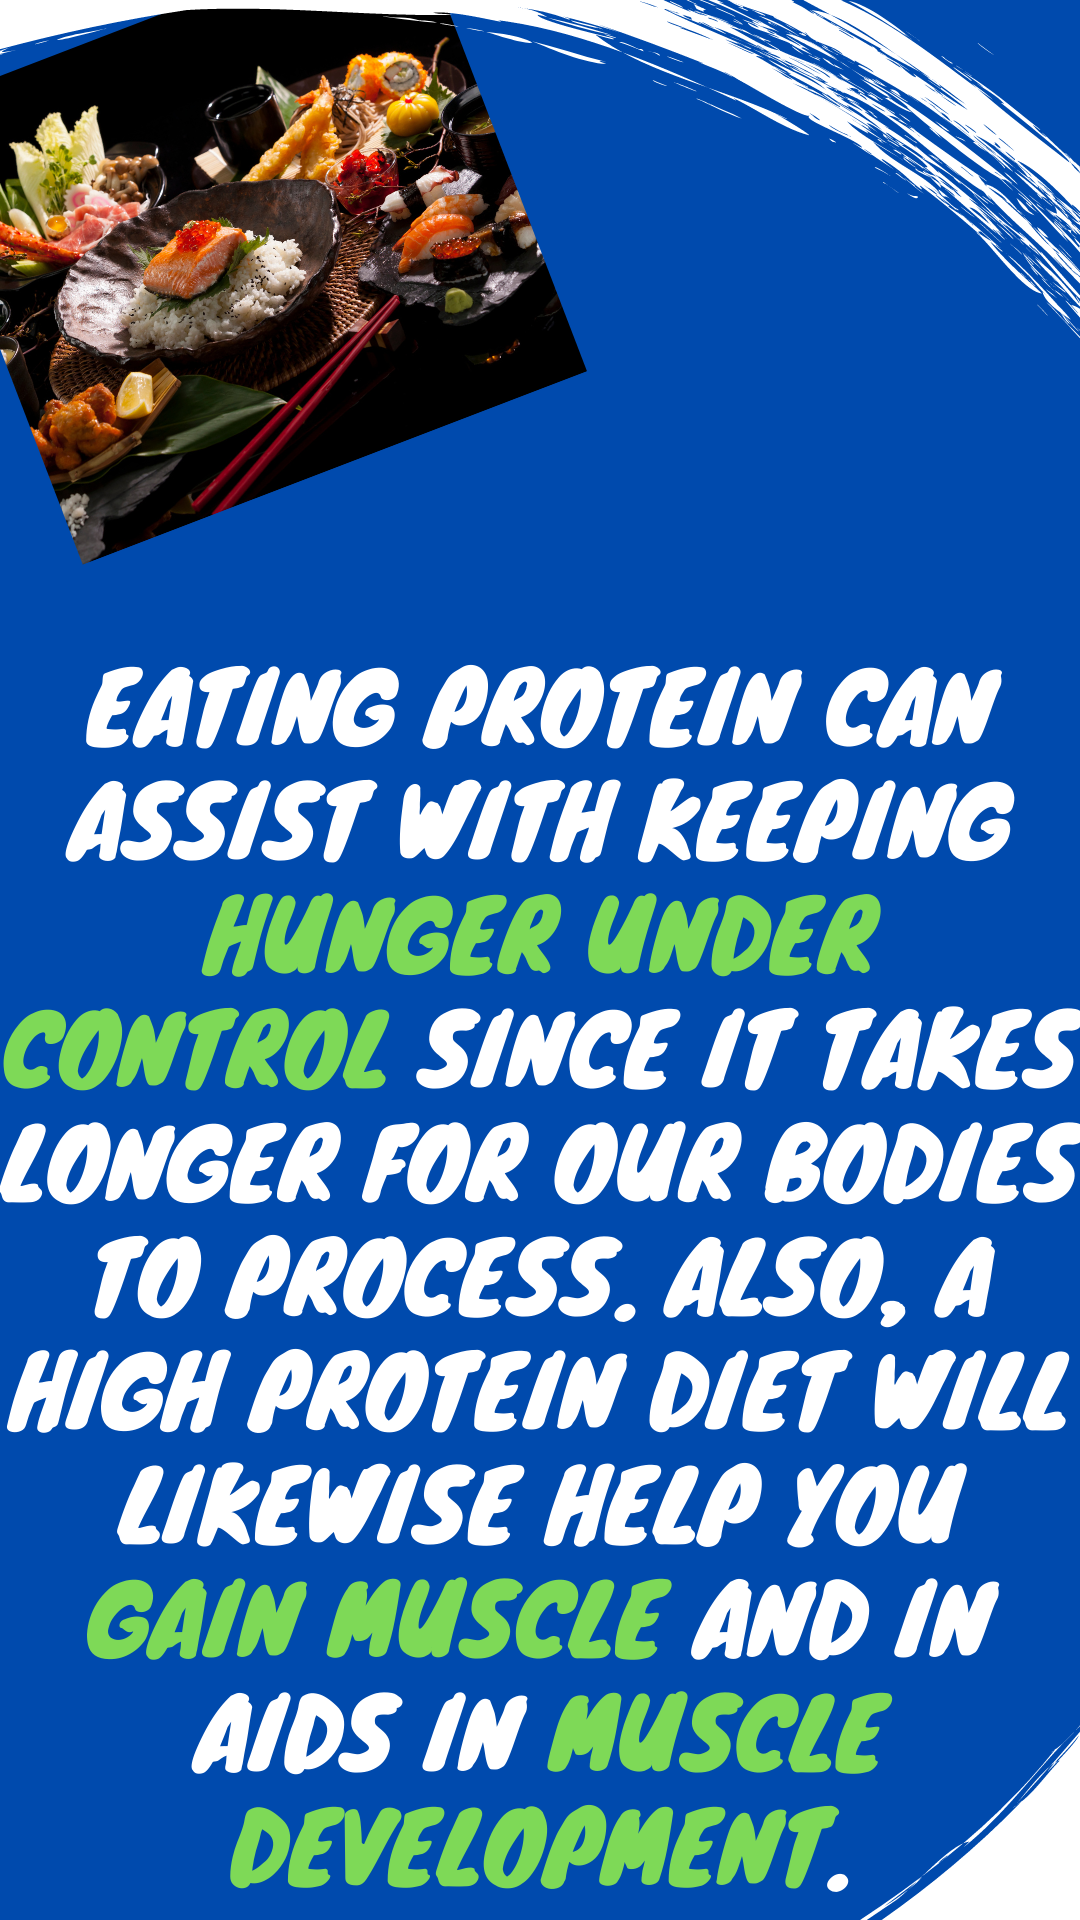 EATING PROTEIN CAN
ASSIST WITH KEEPING
HUNGER UNDER
CONTROL SINCE IT TAKES
LONGER FOR OUR BODIES
TO PROCESS. ALSO, A
HIGH PROTEIN DIET WILL
LIKEWISE HELP YOU
GAIN MUSCLE AND IN
AIDS IN MUSCLE
DEVELOPMENT.